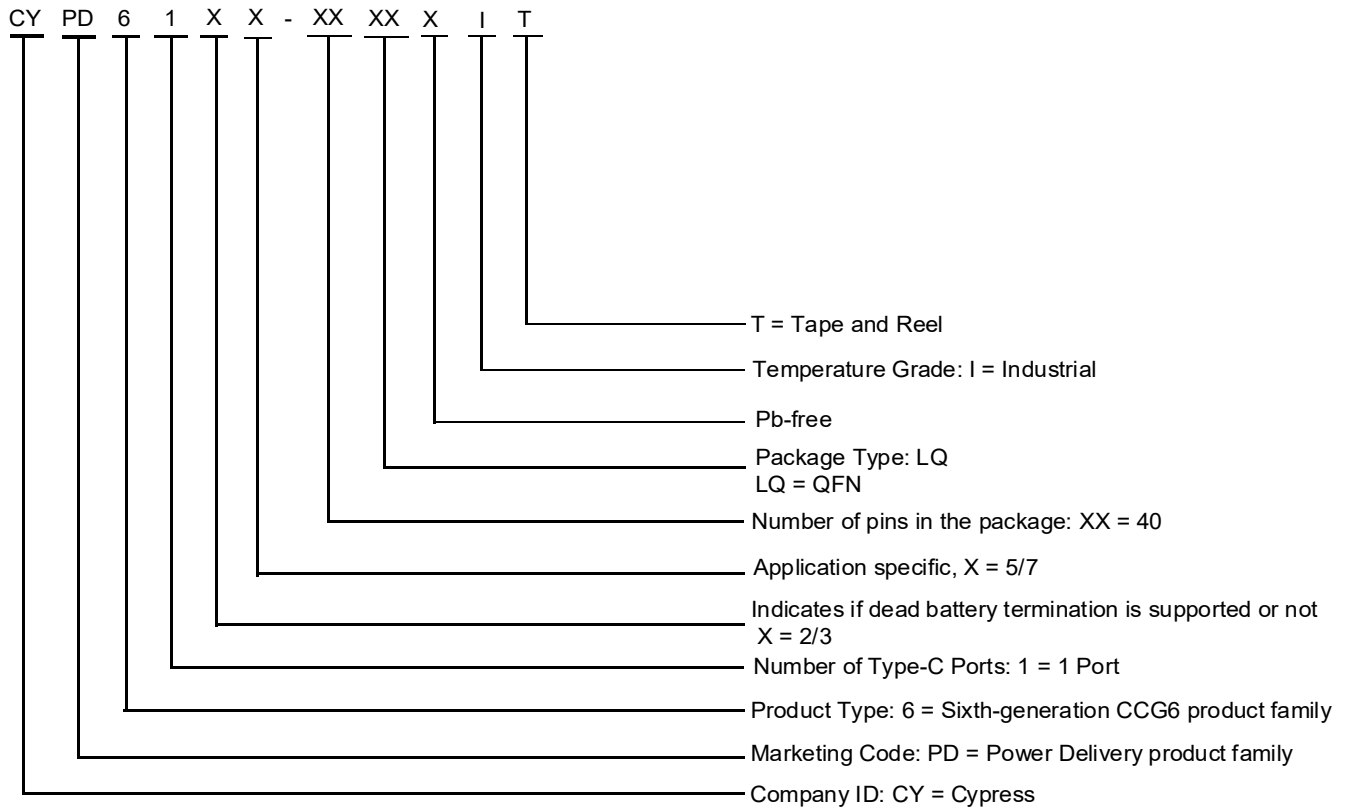 CY PD 6 1 X X - XX XX X I T
T = Tape and Reel
Temperature Grade: I = Industrial
Pb-free
Package Type: LQ
LQ = QFN
Number of pins in the package: XX = 40
Application specific, X = 5/7
Indicates if dead battery termination is supported or not
X = 2/3
Number of Type-C Ports: 1 = 1 Port
Product Type: 6 = Sixth-generation CCG6 product family
Marketing Code: PD = Power Delivery product family
Company ID: CY = Cypress